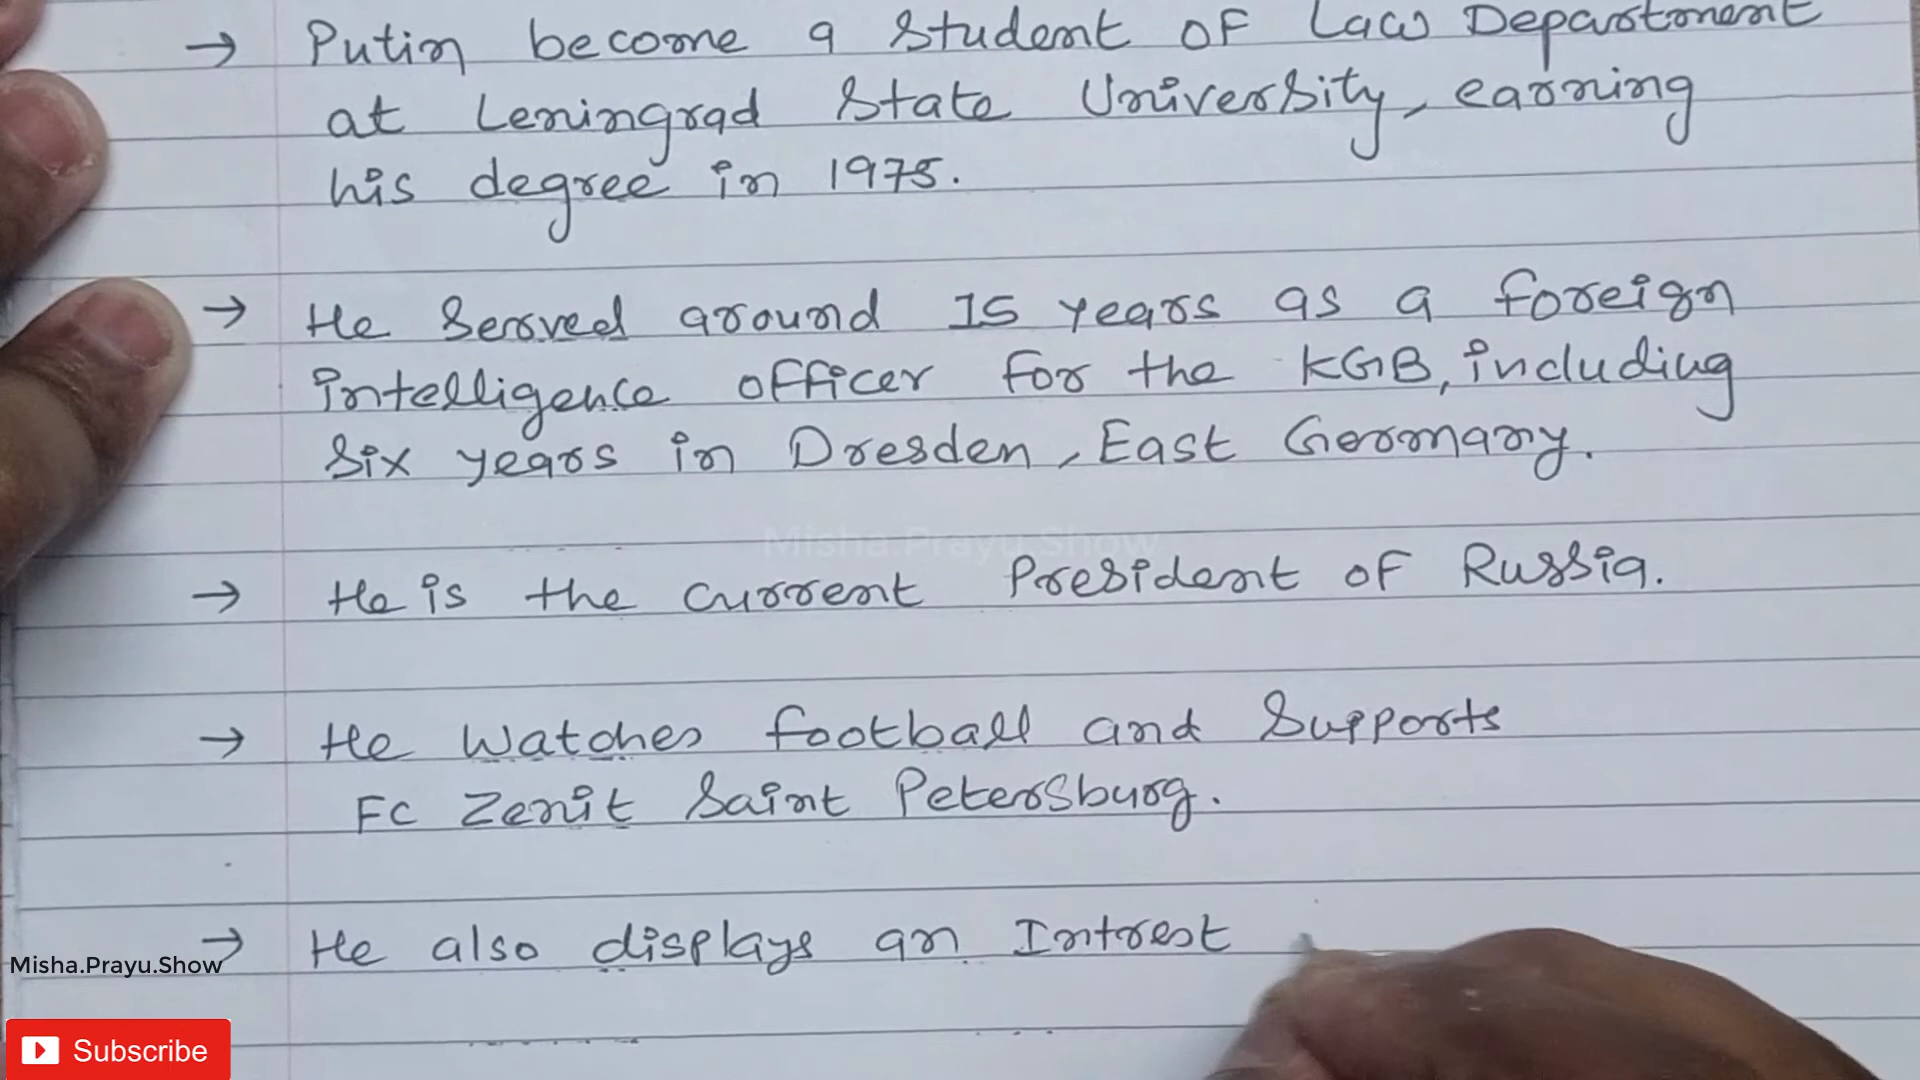 → Putin become a student of Law Department
at Leningrad State University, earning
his degree in 1975.
→ He served around 15 years as a foreign
intelligence officer for the KGB, including
six years in Dresden, East Germany.
Misha.Prayu.Show
→ He is the current President of Russia.
→ He watches football and supports
FC Zenit Saint Petersburg.
→ He also displays an Intrest
Misha.Prayu.Show
Subscribe